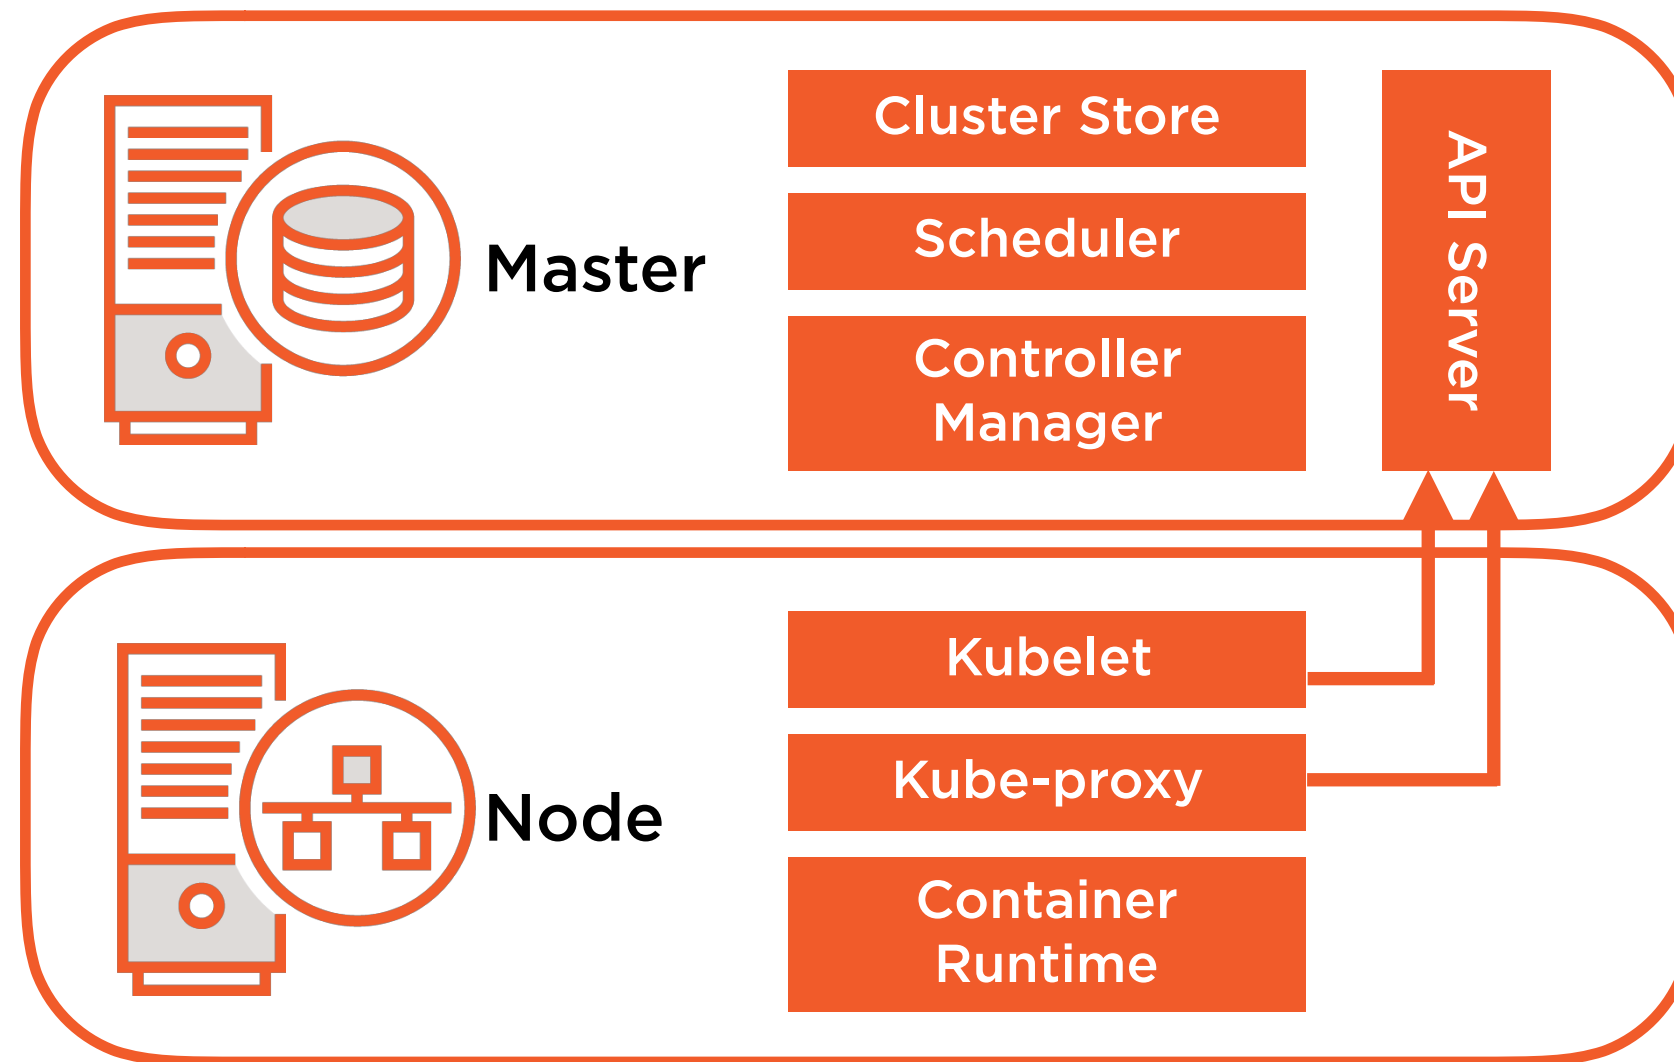 Master
Cluster Store
Scheduler
Controller
Manager
API Server
Node
Kubelet
Kube-proxy
Container
Runtime